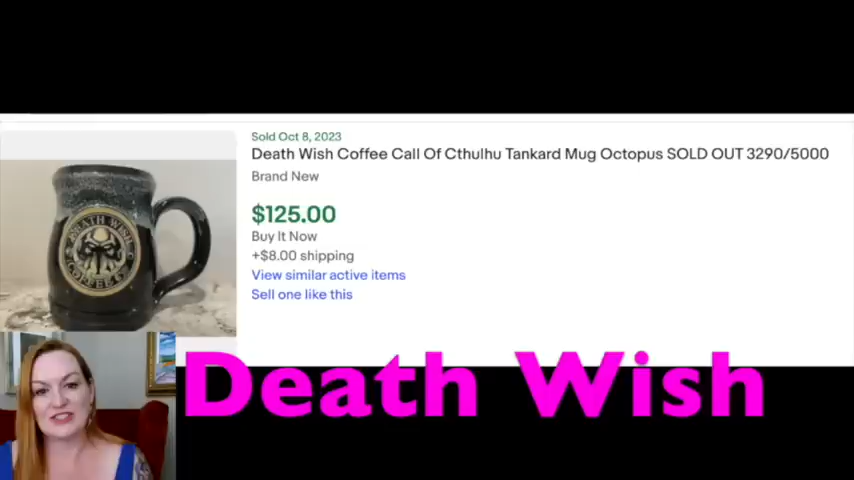 Sold Oct 8, 2023
Death Wish Coffee Call Of Cthulhu Tankard Mug Octopus SOLD OUT 3290/5000
Brand New
$125.00
Buy It Now
+$8.00 shipping
View similar active items
Sell one like this
DEATH WISH
COFFEE CO
Death Wish